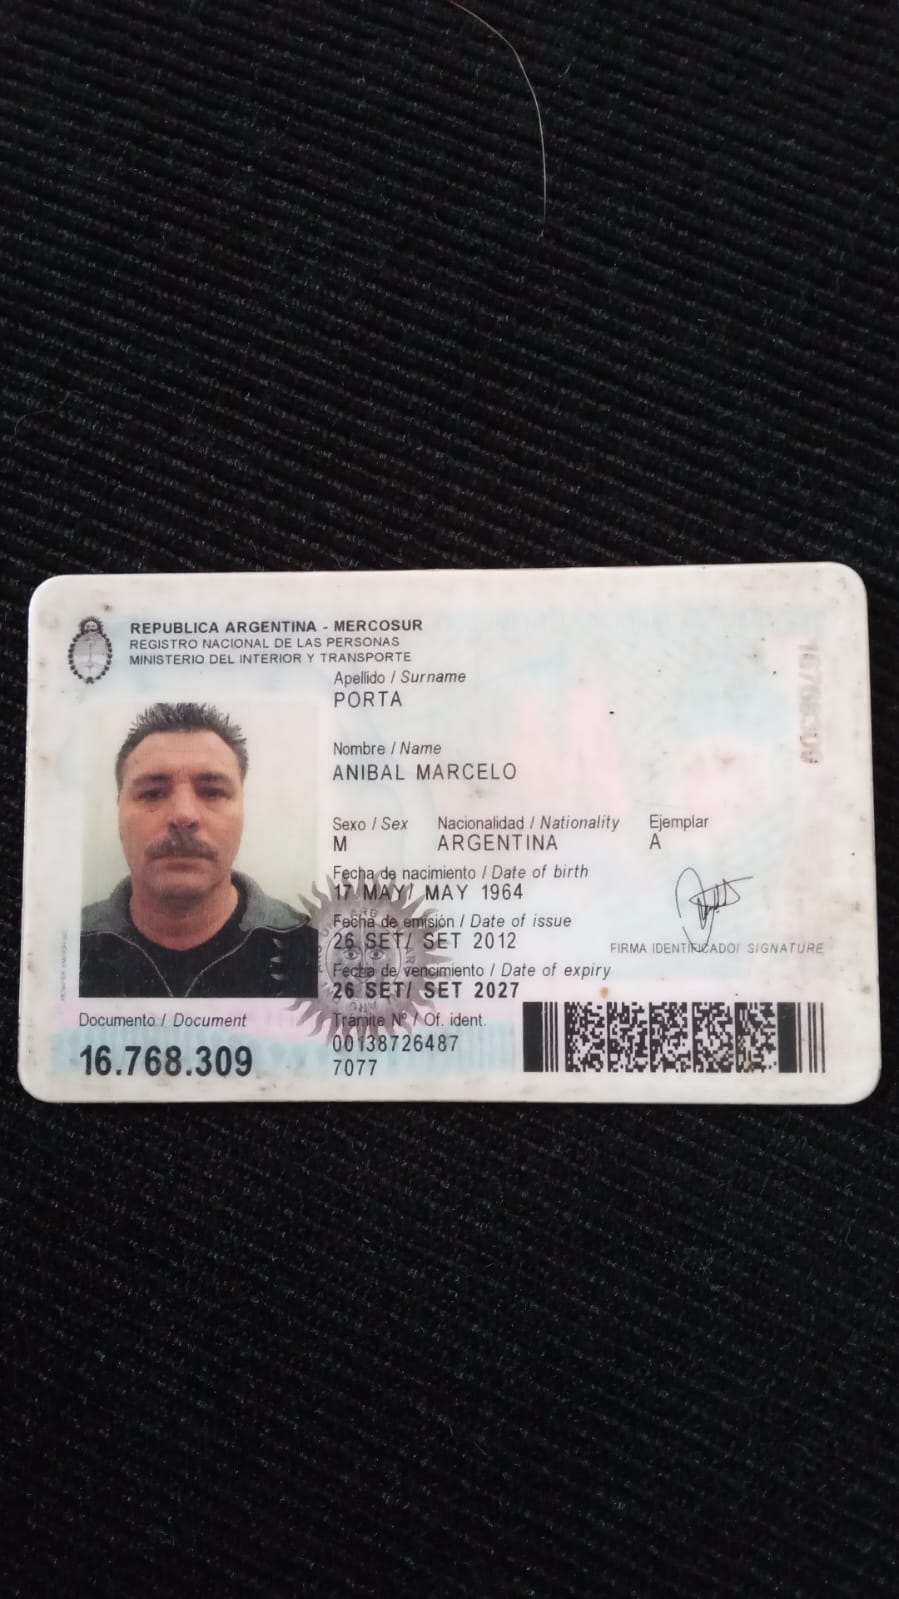 REPUBLICA ARGENTINA - MERCOSUR
REGISTRO NACIONAL DE LAS PERSONAS
MINISTERIO DEL INTERIOR Y TRANSPORTE
Apellido / Surname
PORTA
Nombre / Name
ANIBAL MARCELO
Sexo / Sex Nacionalidad / Nationality Ejemplar
M ARGENTINA A
Fecha de nacimiento / Date of birth
17 MAY/ MAY 1964
Fecha de emisión / Date of issue
26 SET/ SET 2012
FIRMA IDENTIFICADO/ SIGNATURE
Fecha de vencimiento / Date of expiry
26 SET/ SET 2027
Documento / Document Trámite Nº / Of. ident.
16.768.309 00138726487
7077